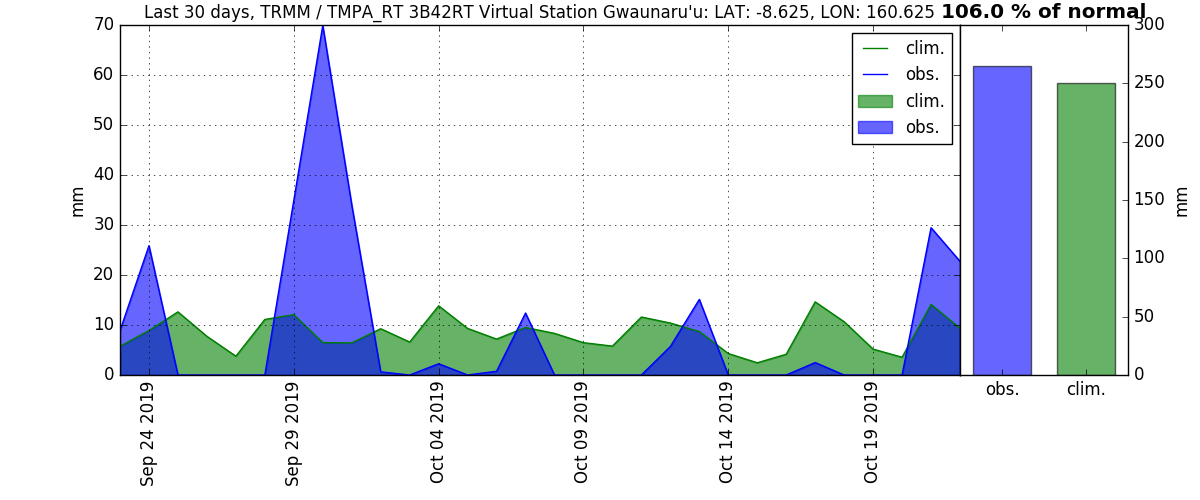 Last 30 days, TRMM / TMPA_RT 3B42RT Virtual Station Gwaunaru'u: LAT: -8.625, LON: 160.625 106.0 % of normal
70
60
50
40
30
20
10
0
mm
clim.
obs.
clim.
obs.
Sep 24 2019
Sep 29 2019
Oct 04 2019
Oct 09 2019
Oct 14 2019
Oct 19 2019
300
250
200
150
100
50
0
mm
obs. clim.